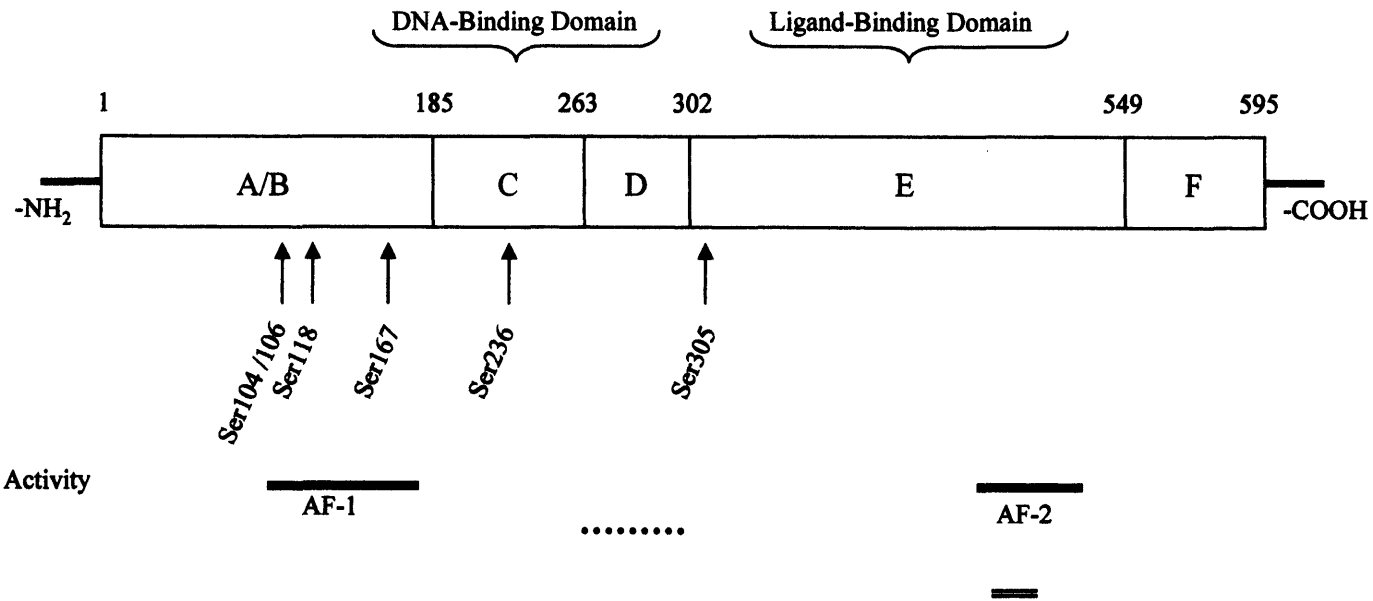 DNA-Binding Domain
Ligand-Binding Domain
1
185
263
302
549
595
A/B
C
D
E
F
-NH2
-COOH
Ser104 /106
Ser118
Ser167
Ser236
Ser305
Activity
AF-1
AF-2